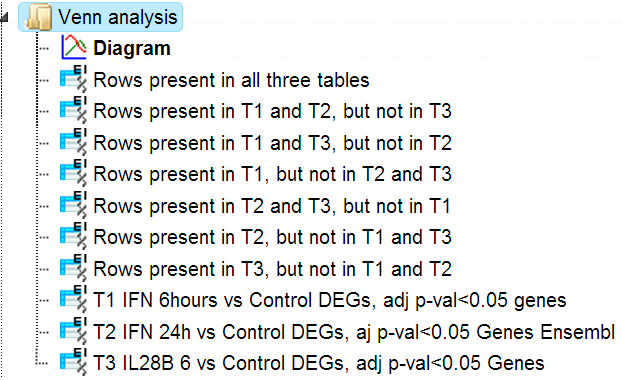 Venn analysis
Diagram
Rows present in all three tables
Rows present in T1 and T2, but not in T3
Rows present in T1 and T3, but not in T2
Rows present in T1, but not in T2 and T3
Rows present in T2 and T3, but not in T1
Rows present in T2, but not in T1 and T3
Rows present in T3, but not in T1 and T2
T1 IFN 6hours vs Control DEGs, adj p-val<0.05 genes
T2 IFN 24h vs Control DEGs, aj p-val<0.05 Genes Ensembl
T3 IL28B 6 vs Control DEGs, adj p-val<0.05 Genes